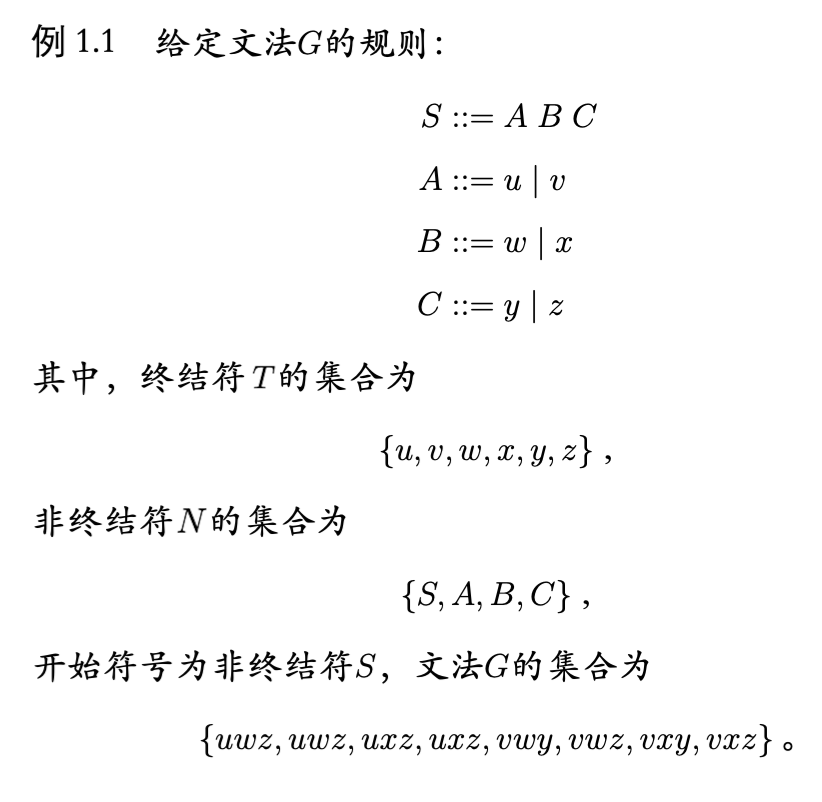 例 1.1 给定文法G的规则：
S ::= A B C
A ::= u | v
B ::= w | x
C ::= y | z
其中，终结符T的集合为
{u, v, w, x, y, z}，
非终结符N的集合为
{S, A, B, C}，
开始符号为非终结符S，文法G的集合为
{uwz, uwz, uxz, uxz, vwy, vwz, vxy, vxz}。